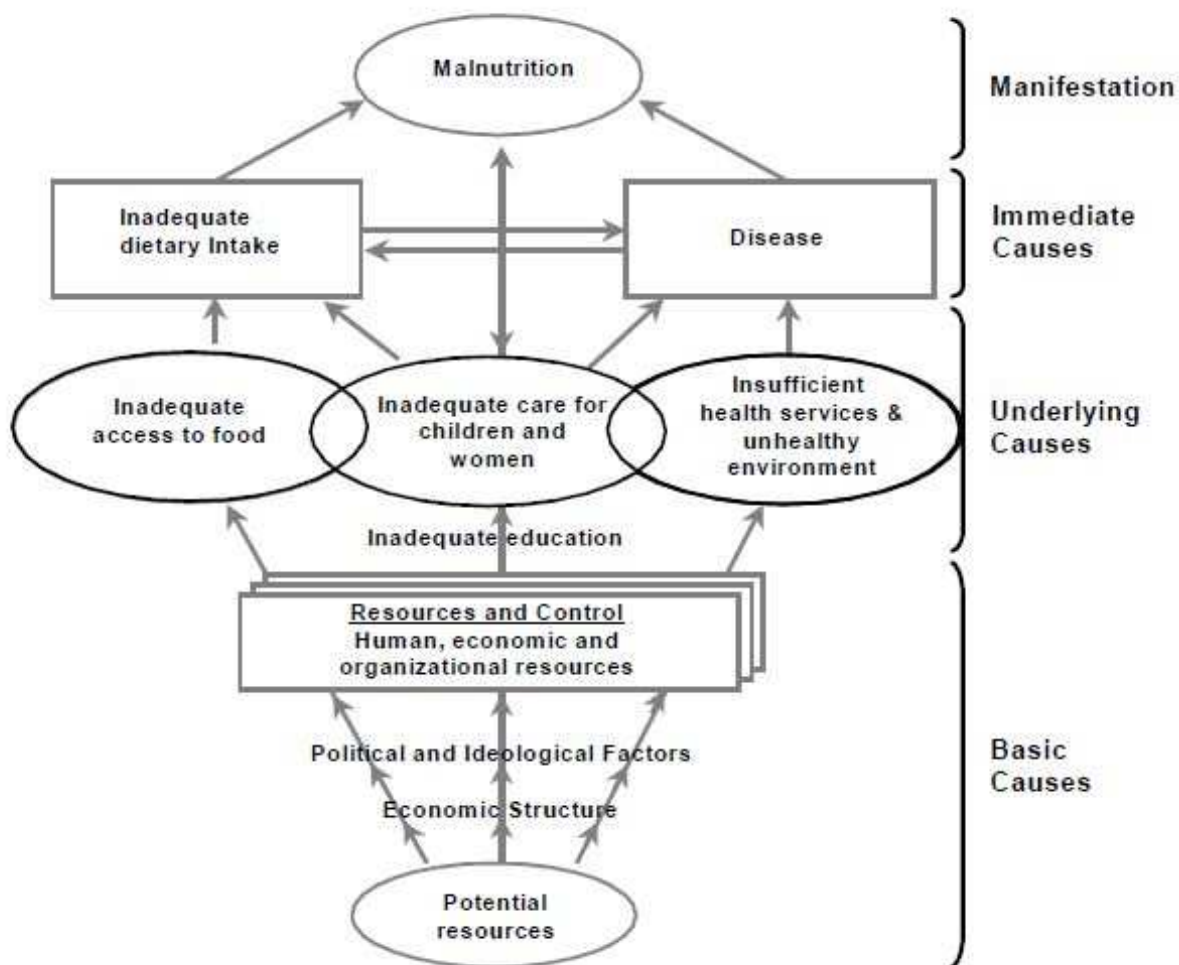 Malnutrition
Manifestation
Inadequate
dietary Intake
Disease
Immediate
Causes
Inadequate
access to food
Inadequate care for
children and
women
Insufficient
health services &
unhealthy
environment
Underlying
Causes
Inadequate education
Resources and Control
Human, economic and
organizational resources
Political and Ideological Factors
Economic Structure
Basic
Causes
Potential
resources